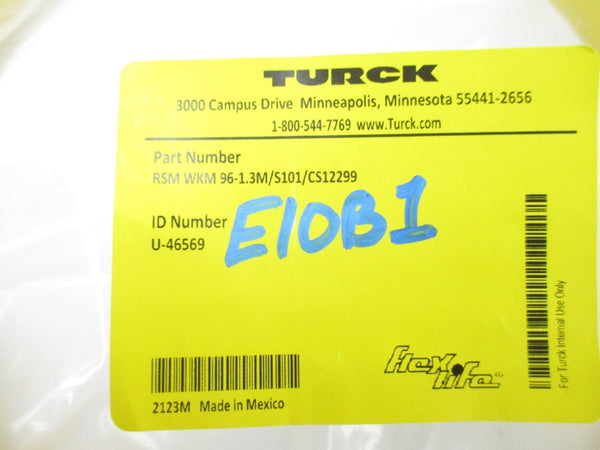 TURCK
3000 Campus Drive Minneapolis, Minnesota 55441-2656
1-800-544-7769 www.Turck.com
Part Number
RSM WKM 96-1.3M/S101/CS12299
ID Number
U-46569
E10B1
flex life®
2123M Made in Mexico
For Turck Internal Use Only